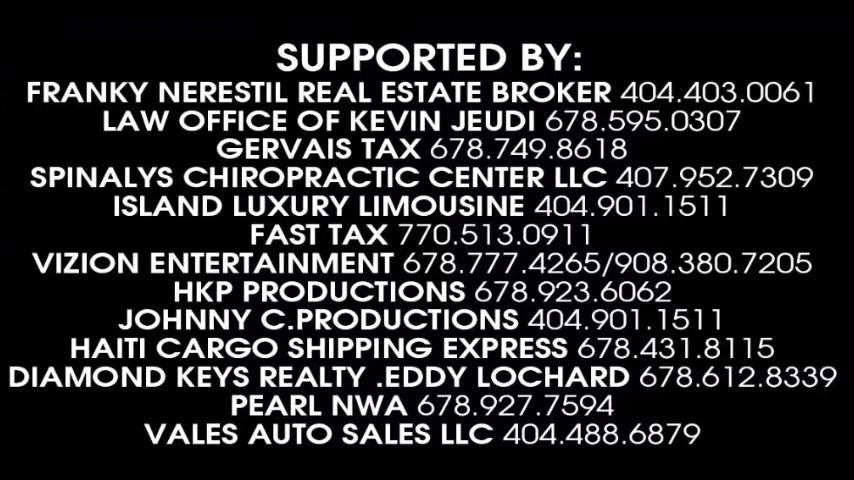 SUPPORTED BY:
FRANKY NERESTIL REAL ESTATE BROKER 404.403.0061
LAW OFFICE OF KEVIN JEUDI 678.595.0307
GERVAIS TAX 678.749.8618
SPINALYS CHIROPRACTIC CENTER LLC 407.952.7309
ISLAND LUXURY LIMOUSINE 404.901.1511
FAST TAX 770.513.0911
VIZION ENTERTAINMENT 678.777.4265/908.380.7205
HKP PRODUCTIONS 678.923.6062
JOHNNY C.PRODUCTIONS 404.901.1511
HAITI CARGO SHIPPING EXPRESS 678.431.8115
DIAMOND KEYS REALTY .EDDY LOCHARD 678.612.8339
PEARL NWA 678.927.7594
VALES AUTO SALES LLC 404.488.6879